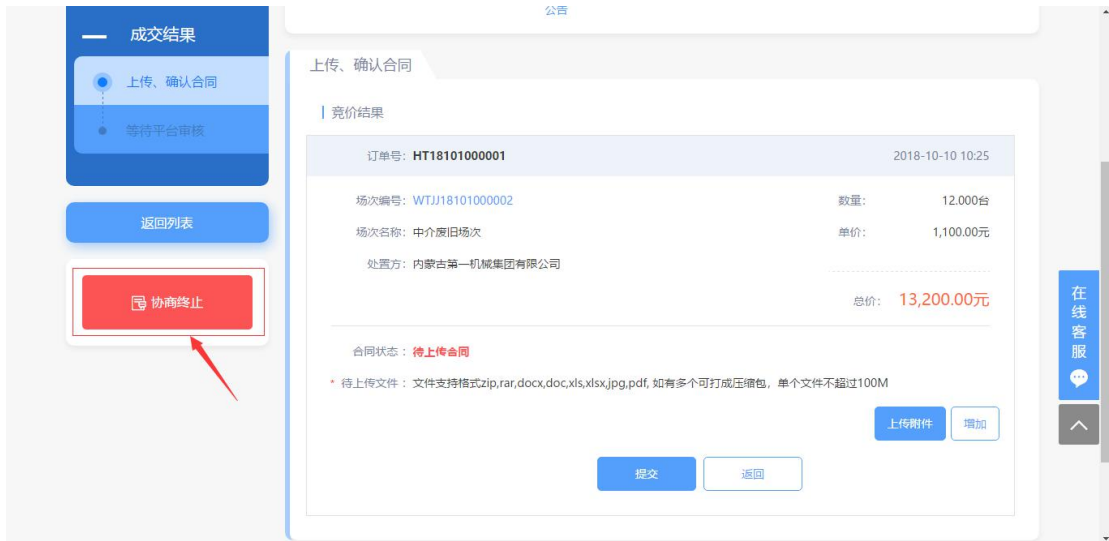 公告
成交结果
上传、确认合同
等待平台审核
返回列表
协商终止
上传、确认合同
竞价结果
订单号：HT18101000001 2018-10-10 10:25
场次编号：WTJJ18101000002 数量： 12.000台
场次名称：中介废旧场次 单价： 1,100.00元
处置方：内蒙古第一机械集团有限公司
总价： 13,200.00元
合同状态：待上传合同
* 待上传文件：文件支持格式zip,rar,docx,doc,xls,xlsx,jpg,pdf, 如有多个可打成压缩包，单个文件不超过100M
上传附件 增加
提交 返回
在线客服